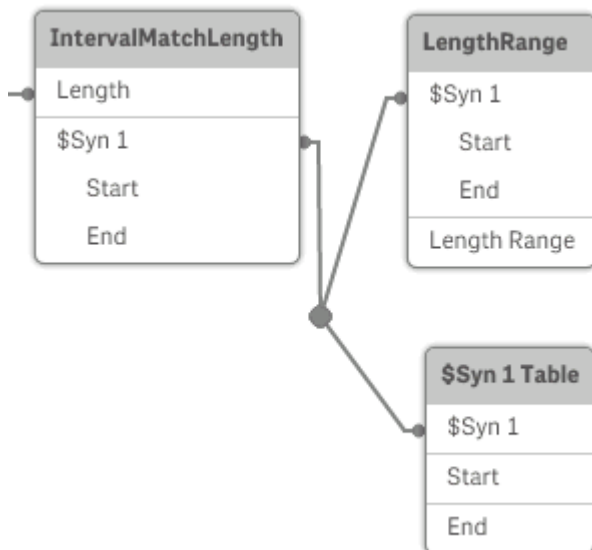 IntervalMatchLength
Length
$Syn 1
Start
End
LengthRange
$Syn 1
Start
End
Length Range
$Syn 1 Table
$Syn 1
Start
End